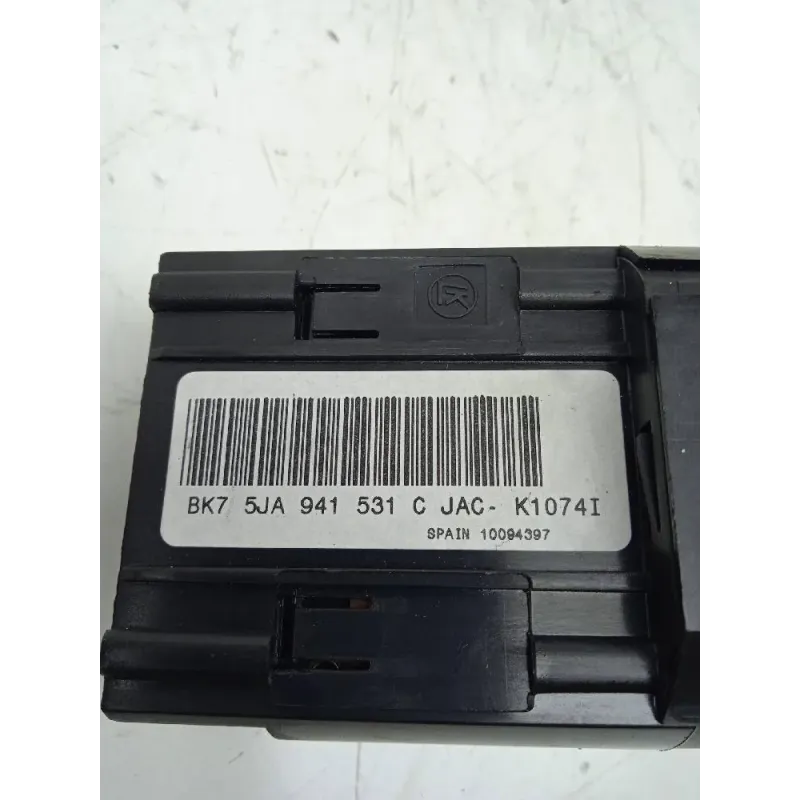 BK7 5JA 941 531 C JAC- K1074I
SPAIN 10094397